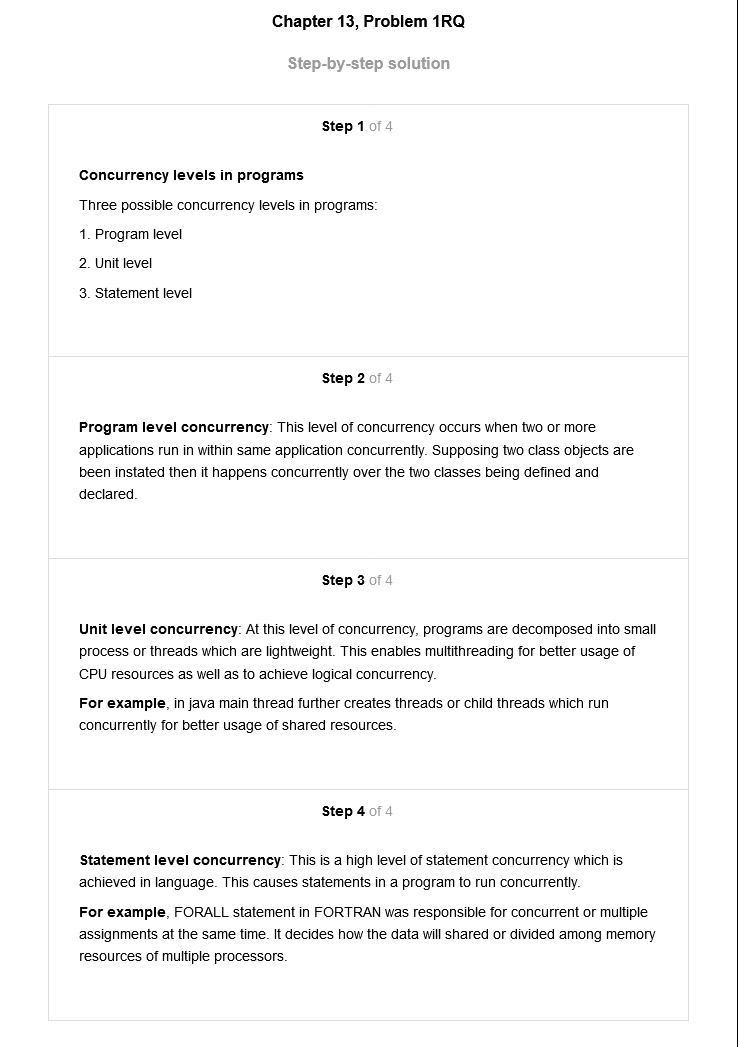 Chapter 13, Problem 1RQ
Step-by-step solution
Step 1 of 4
Concurrency levels in programs
Three possible concurrency levels in programs:
1. Program level
2. Unit level
3. Statement level
Step 2 of 4
Program level concurrency: This level of concurrency occurs when two or more
applications run in within same application concurrently. Supposing two class objects are
been instated then it happens concurrently over the two classes being defined and
declared.
Step 3 of 4
Unit level concurrency: At this level of concurrency, programs are decomposed into small
process or threads which are lightweight. This enables multithreading for better usage of
CPU resources as well as to achieve logical concurrency.
For example, in java main thread further creates threads or child threads which run
concurrently for better usage of shared resources.
Step 4 of 4
Statement level concurrency: This is a high level of statement concurrency which is
achieved in language. This causes statements in a program to run concurrently.
For example, FORALL statement in FORTRAN was responsible for concurrent or multiple
assignments at the same time. It decides how the data will shared or divided among memory
resources of multiple processors.